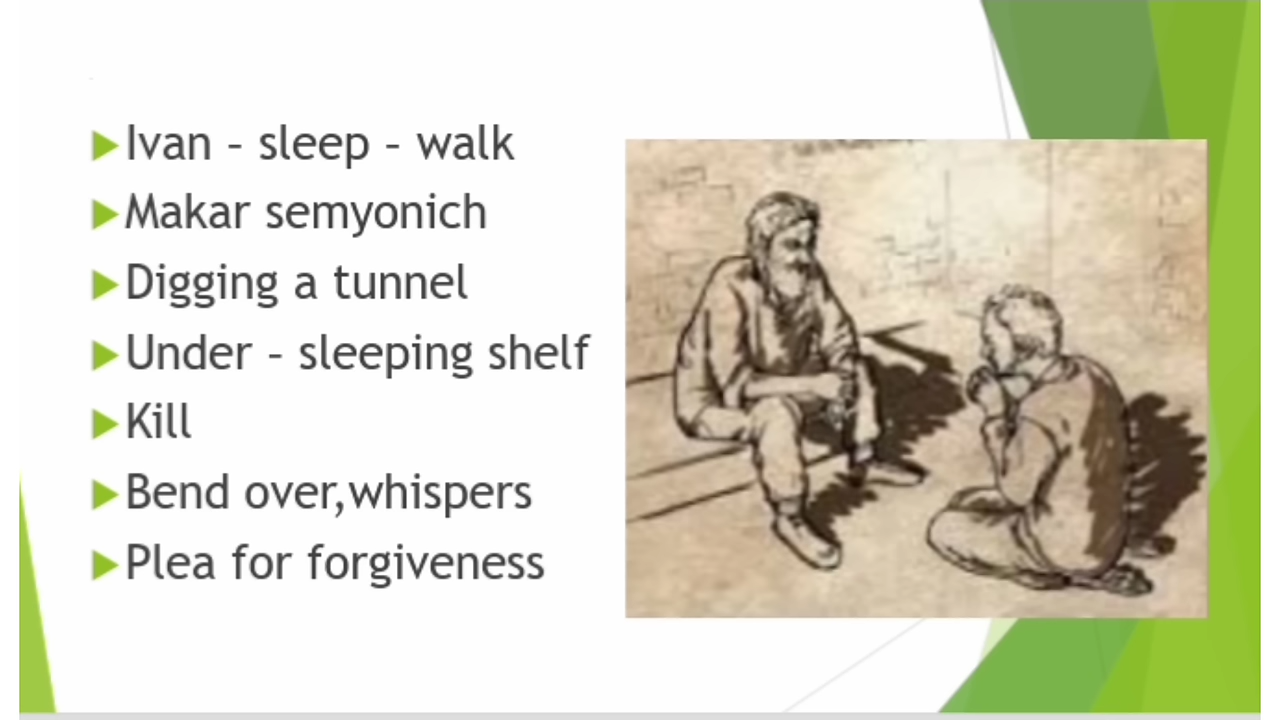 Ivan – sleep – walk
Makar semyonich
Digging a tunnel
Under – sleeping shelf
Kill
Bend over,whispers
Plea for forgiveness